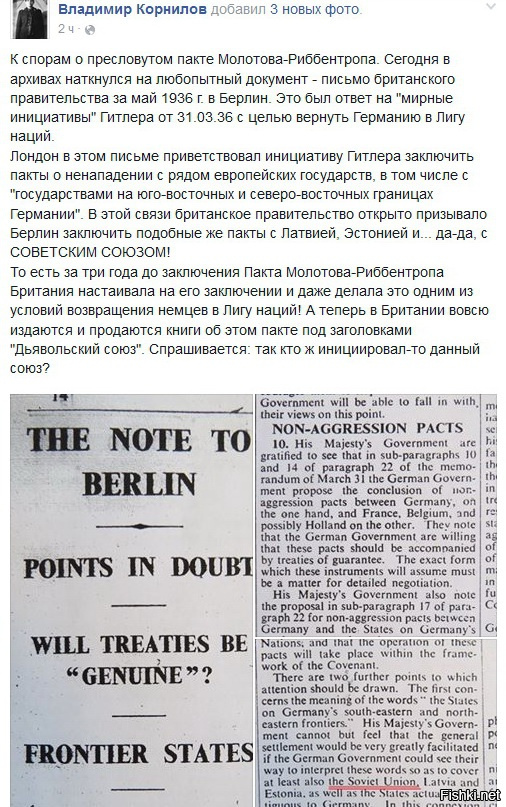 Владимир Корнилов добавил 3 новых фото.
2 ч ·
К спорам о пресловутом пакте Молотова-Риббентропа. Сегодня в
архивах наткнулся на любопытный документ - письмо британского
правительства за май 1936 г. в Берлин. Это был ответ на "мирные
инициативы" Гитлера от 31.03.36 с целью вернуть Германию в Лигу
наций.
Лондон в этом письме приветствовал инициативу Гитлера заключить
пакты о ненападении с рядом европейских государств, в том числе с
"государствами на юго-восточных и северо-восточных границах
Германии". В этой связи британское правительство открыто призывало
Берлин заключить подобные же пакты с Латвией, Эстонией и... да-да, с
СОВЕТСКИМ СОЮЗОМ!
То есть за три года до заключения Пакта Молотова-Риббентропа
Британия настаивала на его заключении и даже делала это одним из
условий возвращения немцев в Лигу наций! А теперь в Британии вовсю
издаются и продаются книги об этом пакте под заголовками
"Дьявольский союз". Спрашивается: так кто ж инициировал-то данный
союз?
14
THE NOTE TO
BERLIN
POINTS IN DOUBT
WILL TREATIES BE
“GENUINE”?
FRONTIER STATES
Government will be able to fall in with
their views on this point.
NON-AGGRESSION PACTS
10. His Majesty's Government are
gratified to see that in sub-paragraphs 10
and 14 of paragraph 22 of the memo-
randum of March 31 the German Govern-
ment propose the conclusion of non-
aggression pacts between Germany, on
the one hand, and France, Belgium, and
possibly Holland on the other. They note
that the German Government are willing
that these pacts should be accompanied
by treaties of guarantee. The exact form
which these instruments will assume must
be a matter for detailed negotiation.
His Majesty's Government also note
the proposal in sub-paragraph 17 of para-
graph 22 for non-aggression pacts between
Germany and the States on Germany's
Nations, and that the operation of these
pacts will take place within the frame-
work of the Covenant.
There are two further points to which
attention should be drawn. The first con-
cerns the meaning of the words “ the States
on Germany's south-eastern and north-
eastern frontiers.” His Majesty's Govern-
ment cannot but feel that the general
settlement would be very greatly facilitated
if the German Government could see their
way to interpret these words so as to cover
at least also the Soviet Union, Latvia and
Estonia, as well as the States
to Germany. In this
Fishki.net